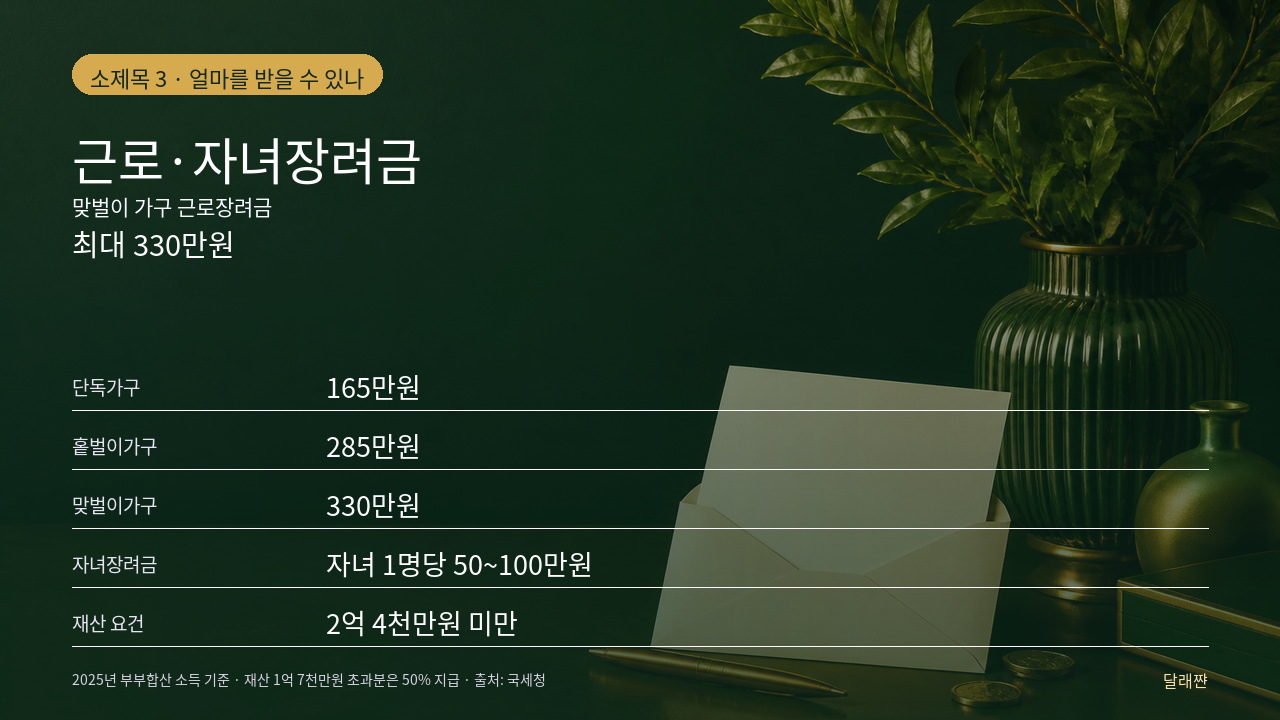 소제목 3 · 얼마를 받을 수 있나
근로·자녀장려금
맞벌이 가구 근로장려금
최대 330만원
단독가구 165만원
홑벌이가구 285만원
맞벌이가구 330만원
자녀장려금 자녀 1명당 50~100만원
재산 요건 2억 4천만원 미만
2025년 부부합산 소득 기준 · 재산 1억 7천만원 초과분은 50% 지급 · 출처: 국세청
달래쨘